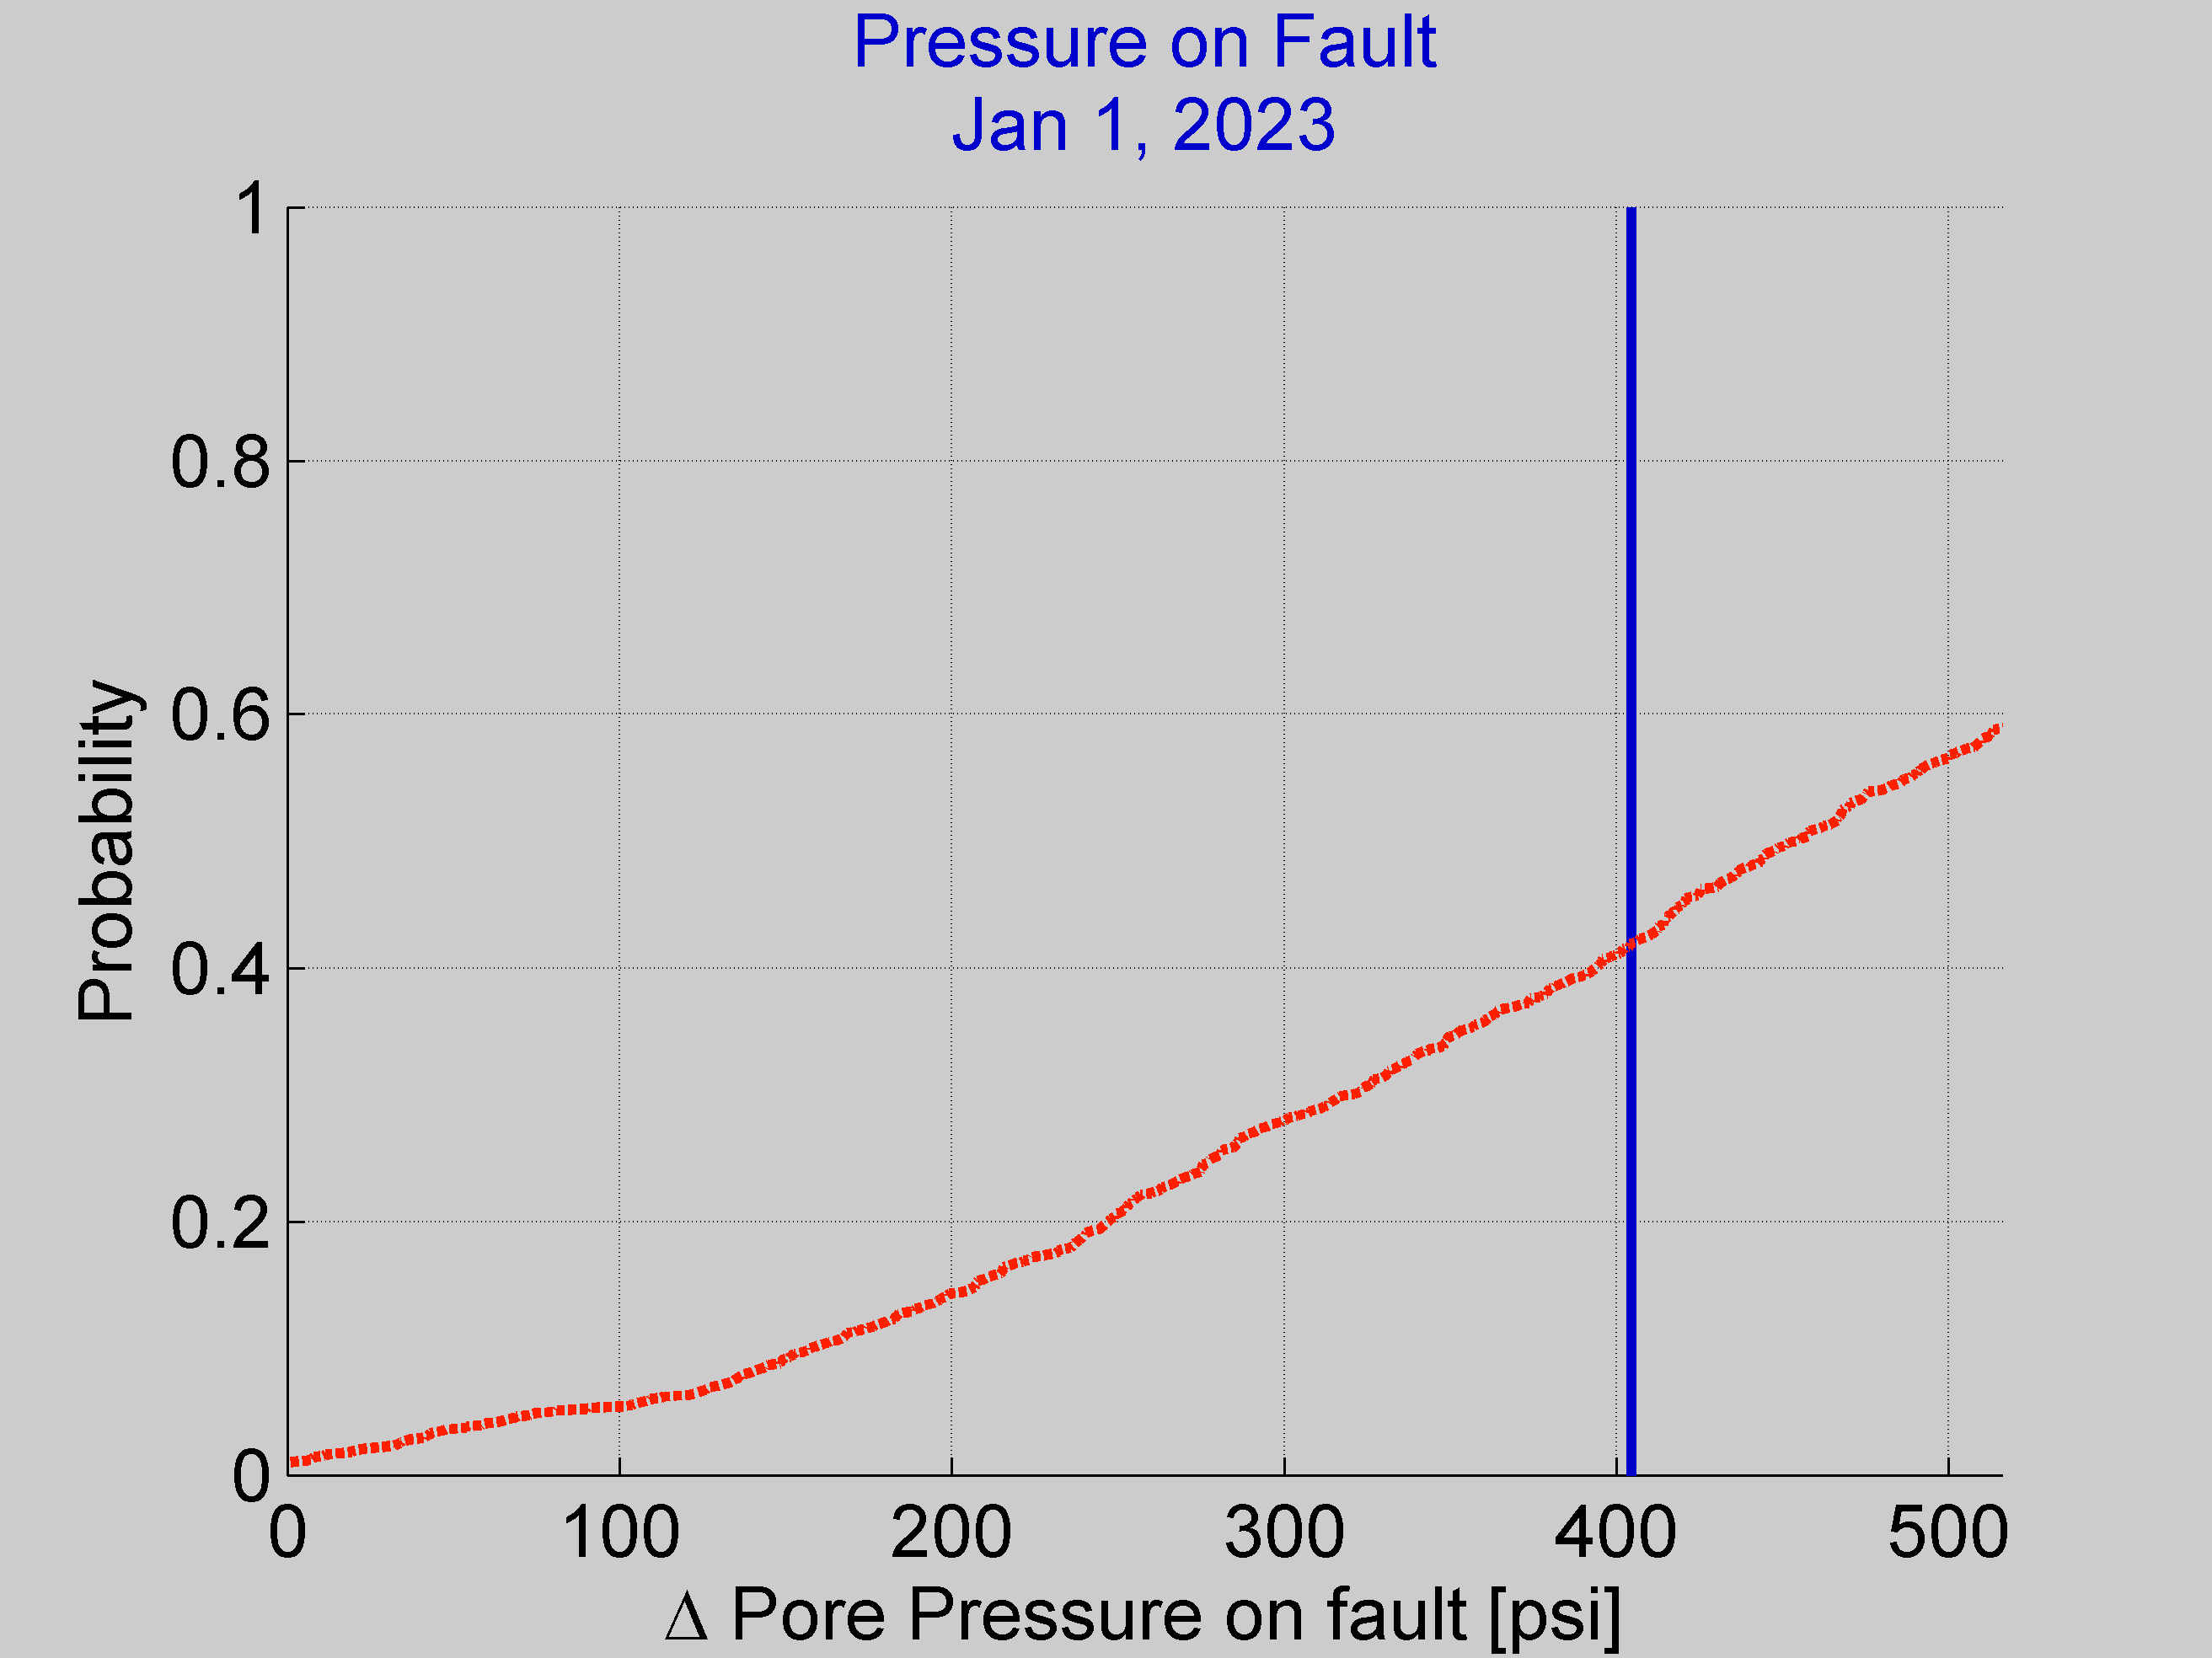 Pressure on Fault
Jan 1, 2023
1
0.8
0.6
0.4
0.2
0
Probability
0 100 200 300 400 500
Δ Pore Pressure on fault [psi]